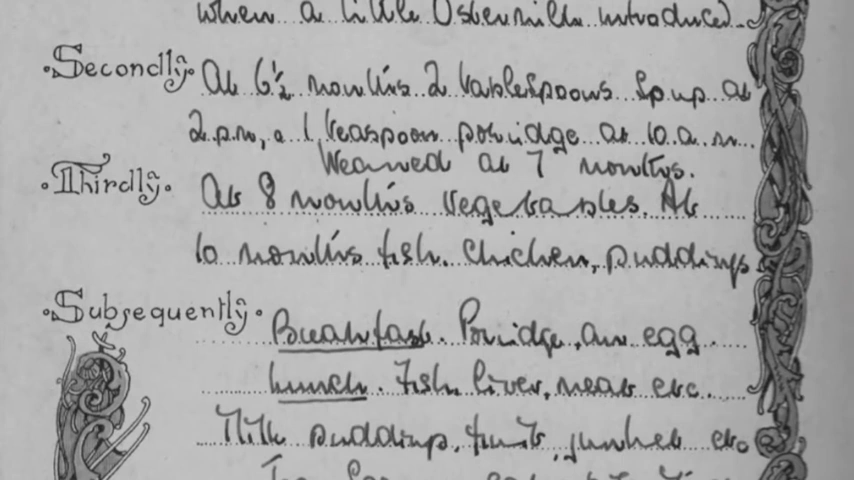 when a little Ostermilk introduced.
Secondly. At 6½ months 2 tablespoons soup at
2 p.m, a 1 teaspoon porridge at 10 a.m.
Weaned at 7 months.
Thirdly. At 8 months vegetables. At
10 months fish. chicken, puddings
Subsequently. Breakfast. Porridge, an egg.
Lunch. Fish, liver, meat etc.
Milk puddings, fruit, junket etc